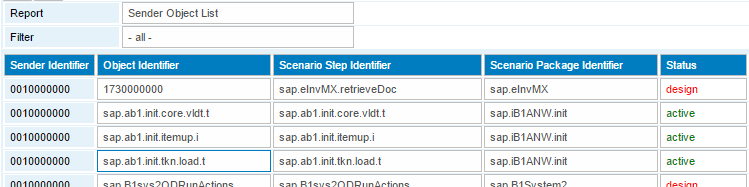 Report Sender Object List
Filter - all -
Sender Identifier Object Identifier Scenario Step Identifier Scenario Package Identifier Status
0010000000 1730000000 sap.eInvMX.retrieveDoc sap.eInvMX design
0010000000 sap.ab1.init.core.vldt.t sap.ab1.init.core.vldt.t sap.iB1ANW.init active
0010000000 sap.ab1.init.itemup.i sap.ab1.init.itemup.i sap.iB1ANW.init active
0010000000 sap.ab1.init.tkn.load.t sap.ab1.init.tkn.load.t sap.iB1ANW.init active
0010000000 sap.B1sys2ODRunActions sap.B1sys2ODRunActions sap.B1System2 design